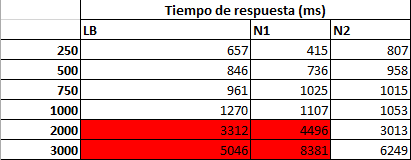 Tiempo de respuesta (ms)
LB N1 N2
250 657 415 807
500 846 736 958
750 961 1025 1015
1000 1270 1107 1053
2000 3312 4496 3013
3000 5046 8381 6249